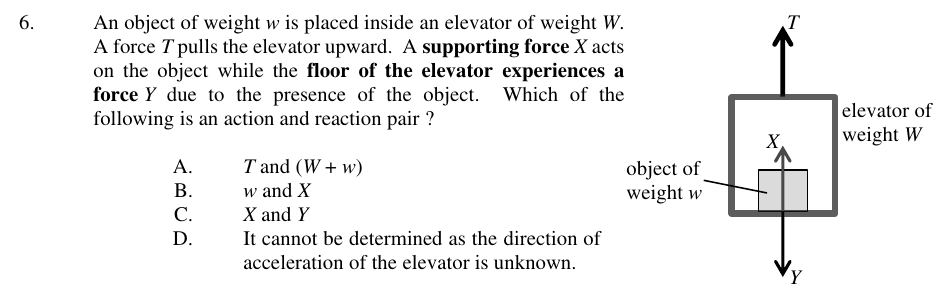 6. An object of weight w is placed inside an elevator of weight W.
A force T pulls the elevator upward. A supporting force X acts
on the object while the floor of the elevator experiences a
force Y due to the presence of the object. Which of the
following is an action and reaction pair ?
A. T and (W + w)
B. w and X
C. X and Y
D. It cannot be determined as the direction of
acceleration of the elevator is unknown.
T
elevator of
weight W
X
object of
weight w
Y